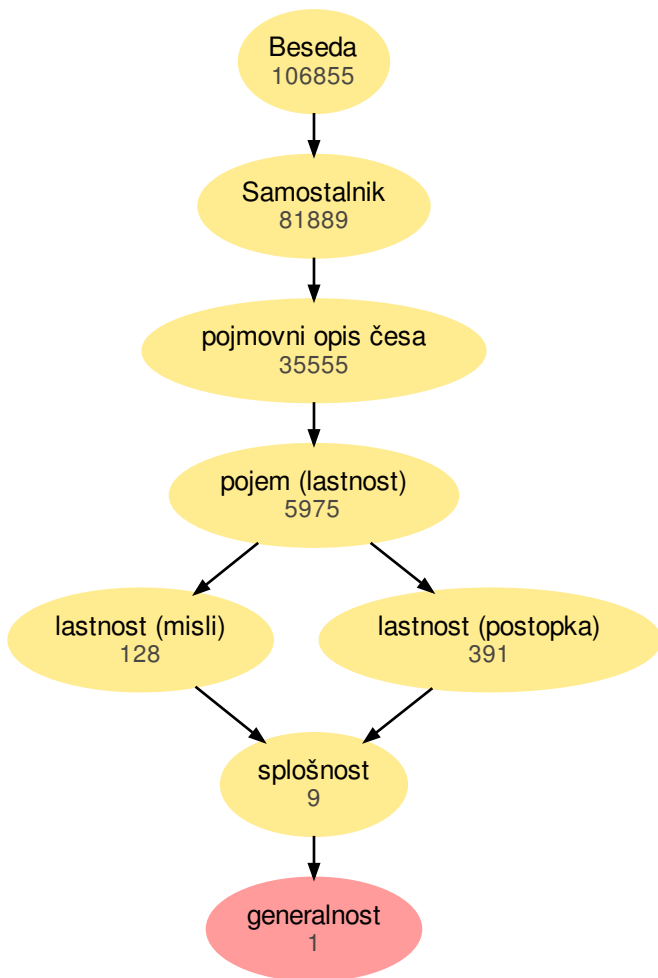 Beseda
106855
Samostalnik
81889
pojmovni opis česa
35555
pojem (lastnost)
5975
lastnost (misli)
128
lastnost (postopka)
391
splošnost
9
generalnost
1